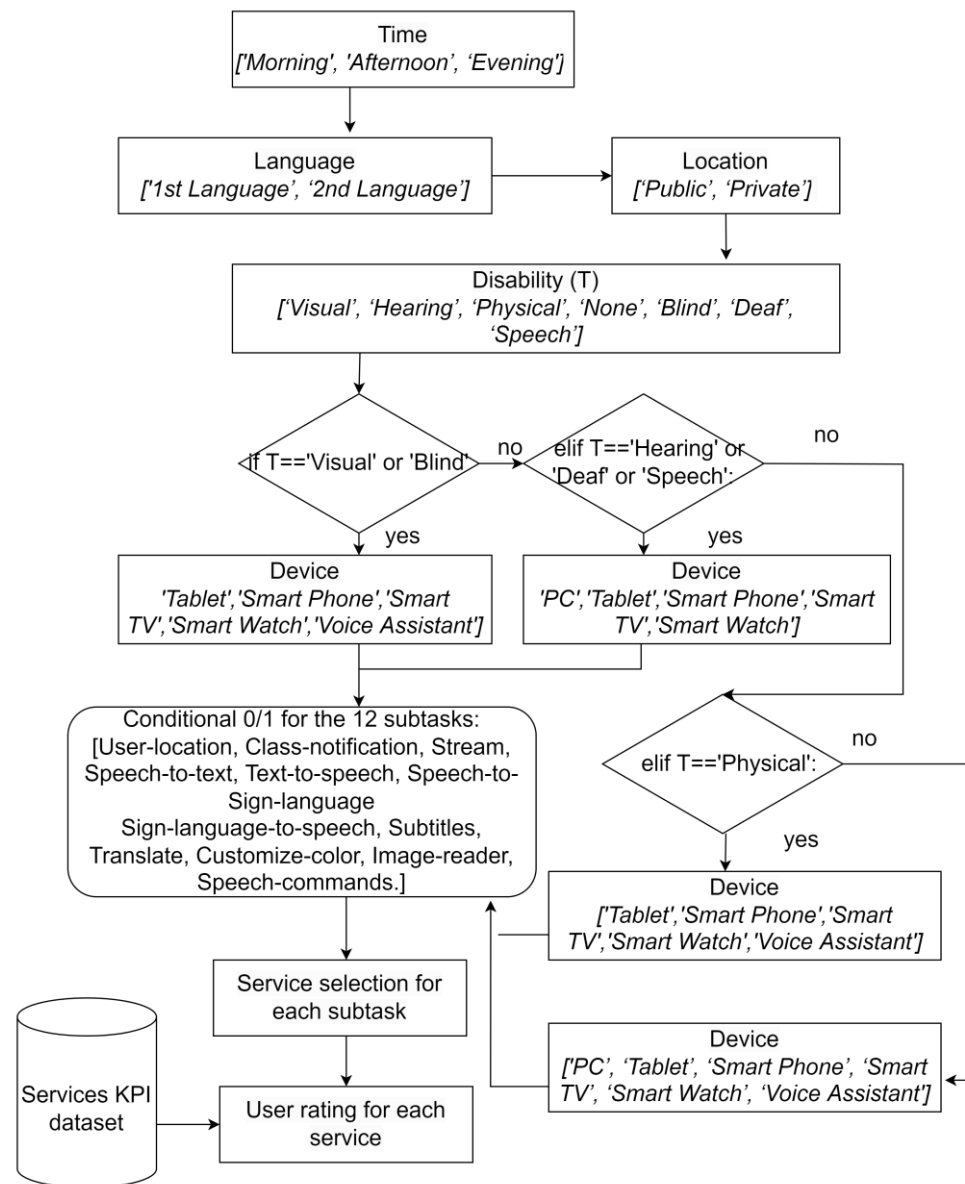 Time
['Morning', 'Afternoon’, ‘Evening']
Language
['1st Language’, ‘2nd Language’]
Location
[‘Public’, ‘Private’]
Disability (T)
[‘Visual’, ‘Hearing’, ‘Physical’, ‘None’, ‘Blind’, ‘Deaf’,
‘Speech’]
if T=='Visual' or 'Blind'
no
elif T=='Hearing' or
'Deaf' or 'Speech':
no
yes
yes
Device
'Tablet','Smart Phone','Smart
TV','Smart Watch','Voice Assistant']
Device
'PC','Tablet','Smart Phone','Smart
TV','Smart Watch']
Conditional 0/1 for the 12 subtasks:
[User-location, Class-notification, Stream,
Speech-to-text, Text-to-speech, Speech-to-
Sign-language
Sign-language-to-speech, Subtitles,
Translate, Customize-color, Image-reader,
Speech-commands.]
elif T=='Physical':
no
yes
Device
['Tablet','Smart Phone','Smart
TV','Smart Watch','Voice Assistant']
Service selection for
each subtask
Device
['PC’, ‘Tablet’, ‘Smart Phone’, ‘Smart
TV’, ‘Smart Watch’, ‘Voice Assistant']
Services KPI
dataset
User rating for each
service